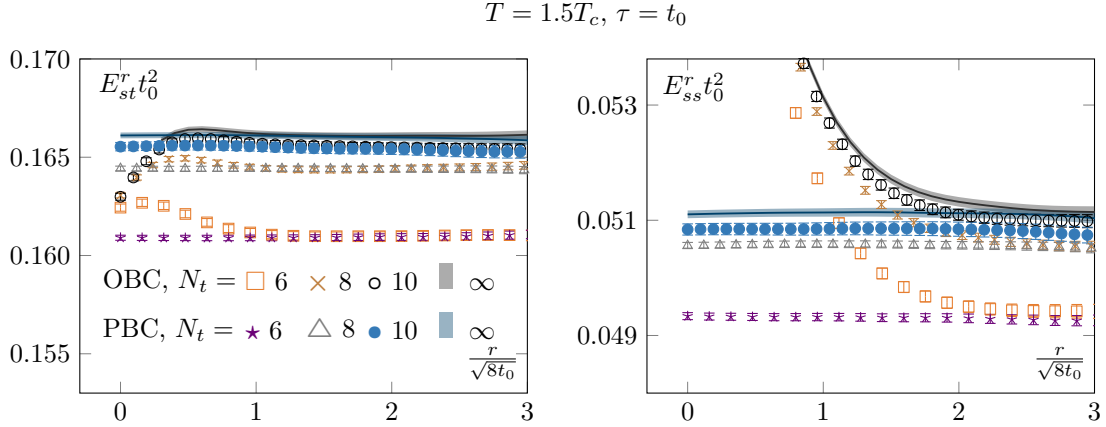 T = 1.5T_c, τ = t_0
E^r_{st} t_0^2
0.170
0.165
0.160
0.155
OBC, N_t = 6 8 10 ∞
PBC, N_t = 6 8 10 ∞
r/√8t_0
0 1 2 3
E^r_{ss} t_0^2
0.053
0.051
0.049
r/√8t_0
0 1 2 3